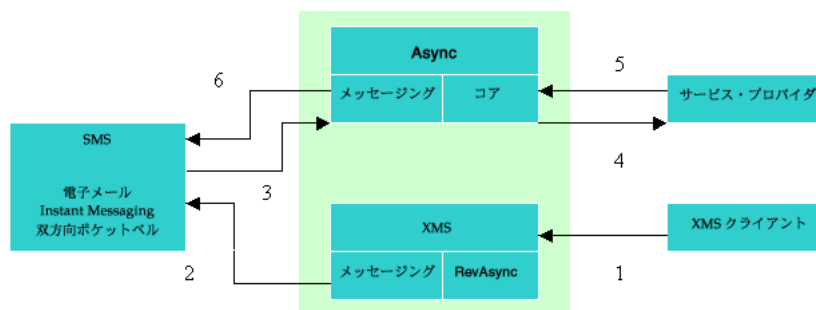 Async
メッセージング
コア
6
5
サービス・プロバイダ
SMS
電子メール
Instant Messaging
双方向ポケットベル
3
4
XMS
XMS クライアント
メッセージング
RevAsync
2
1